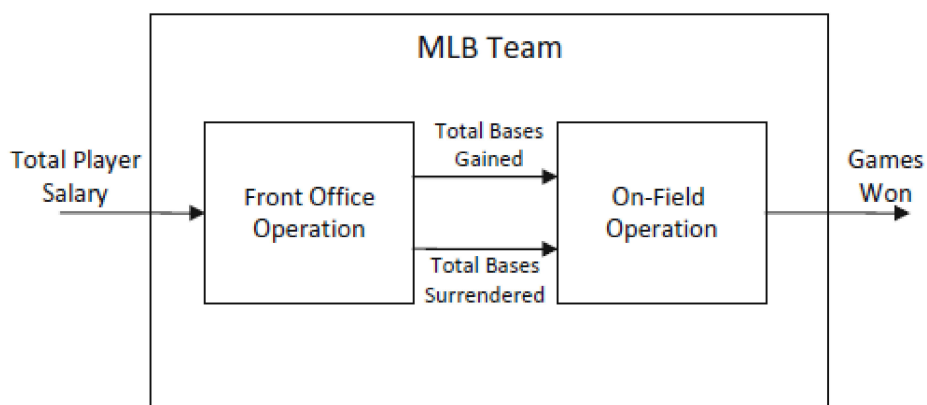 MLB Team
Total Player
Salary
Front Office
Operation
Total Bases
Gained
Total Bases
Surrendered
On-Field
Operation
Games
Won